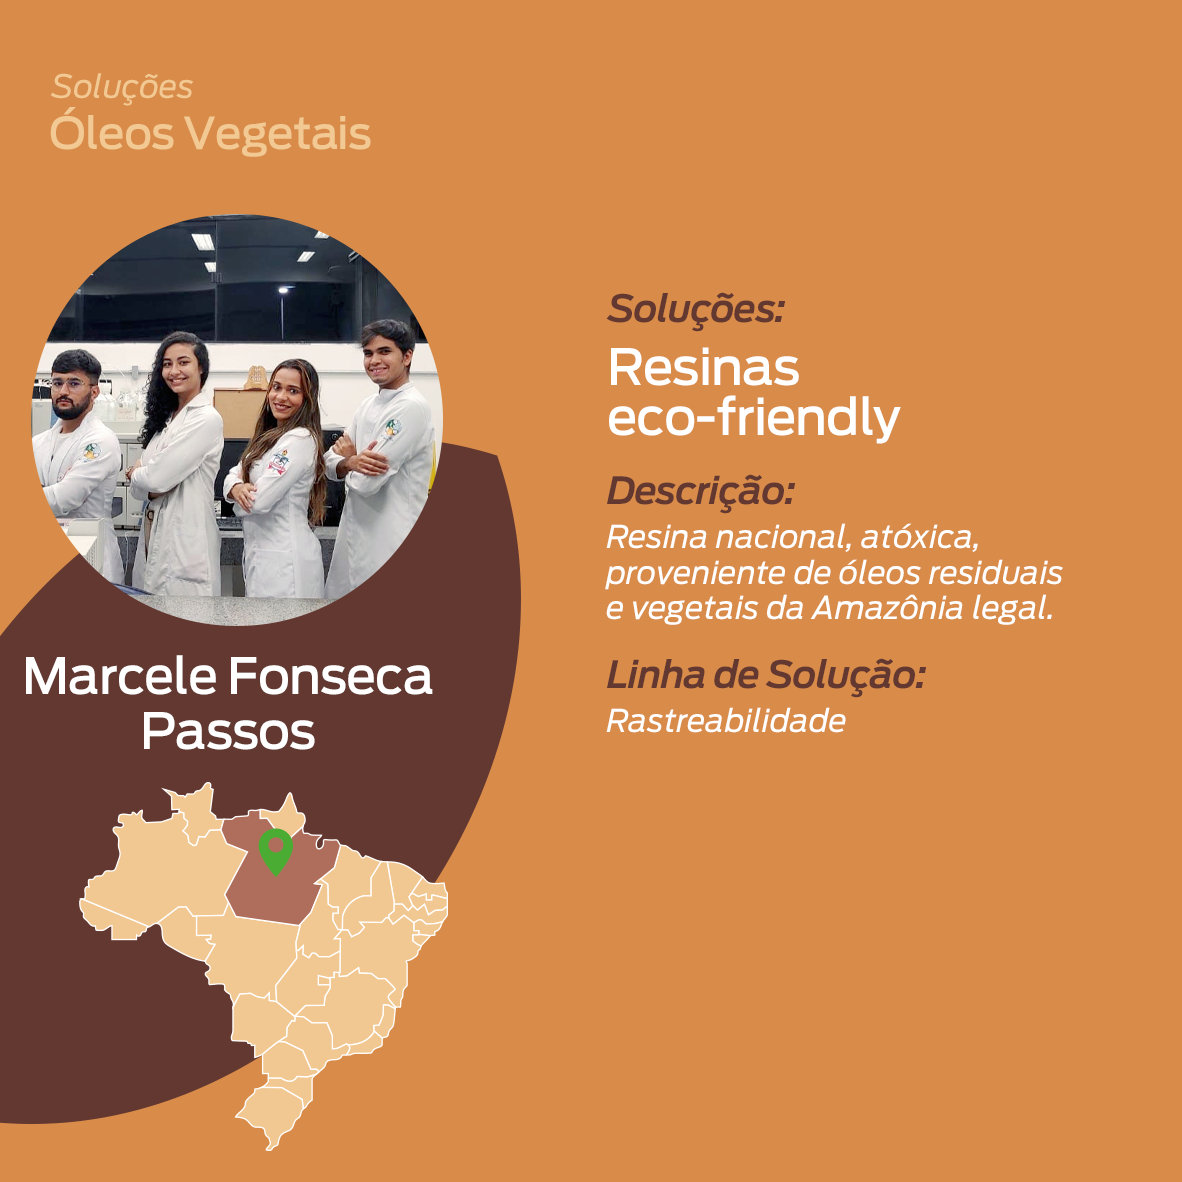 Soluções
Óleos Vegetais
Soluções:
Resinas
eco-friendly
Descrição:
Resina nacional, atóxica,
proveniente de óleos residuais
e vegetais da Amazônia legal.
Linha de Solução:
Rastreabilidade
Marcele Fonseca
Passos